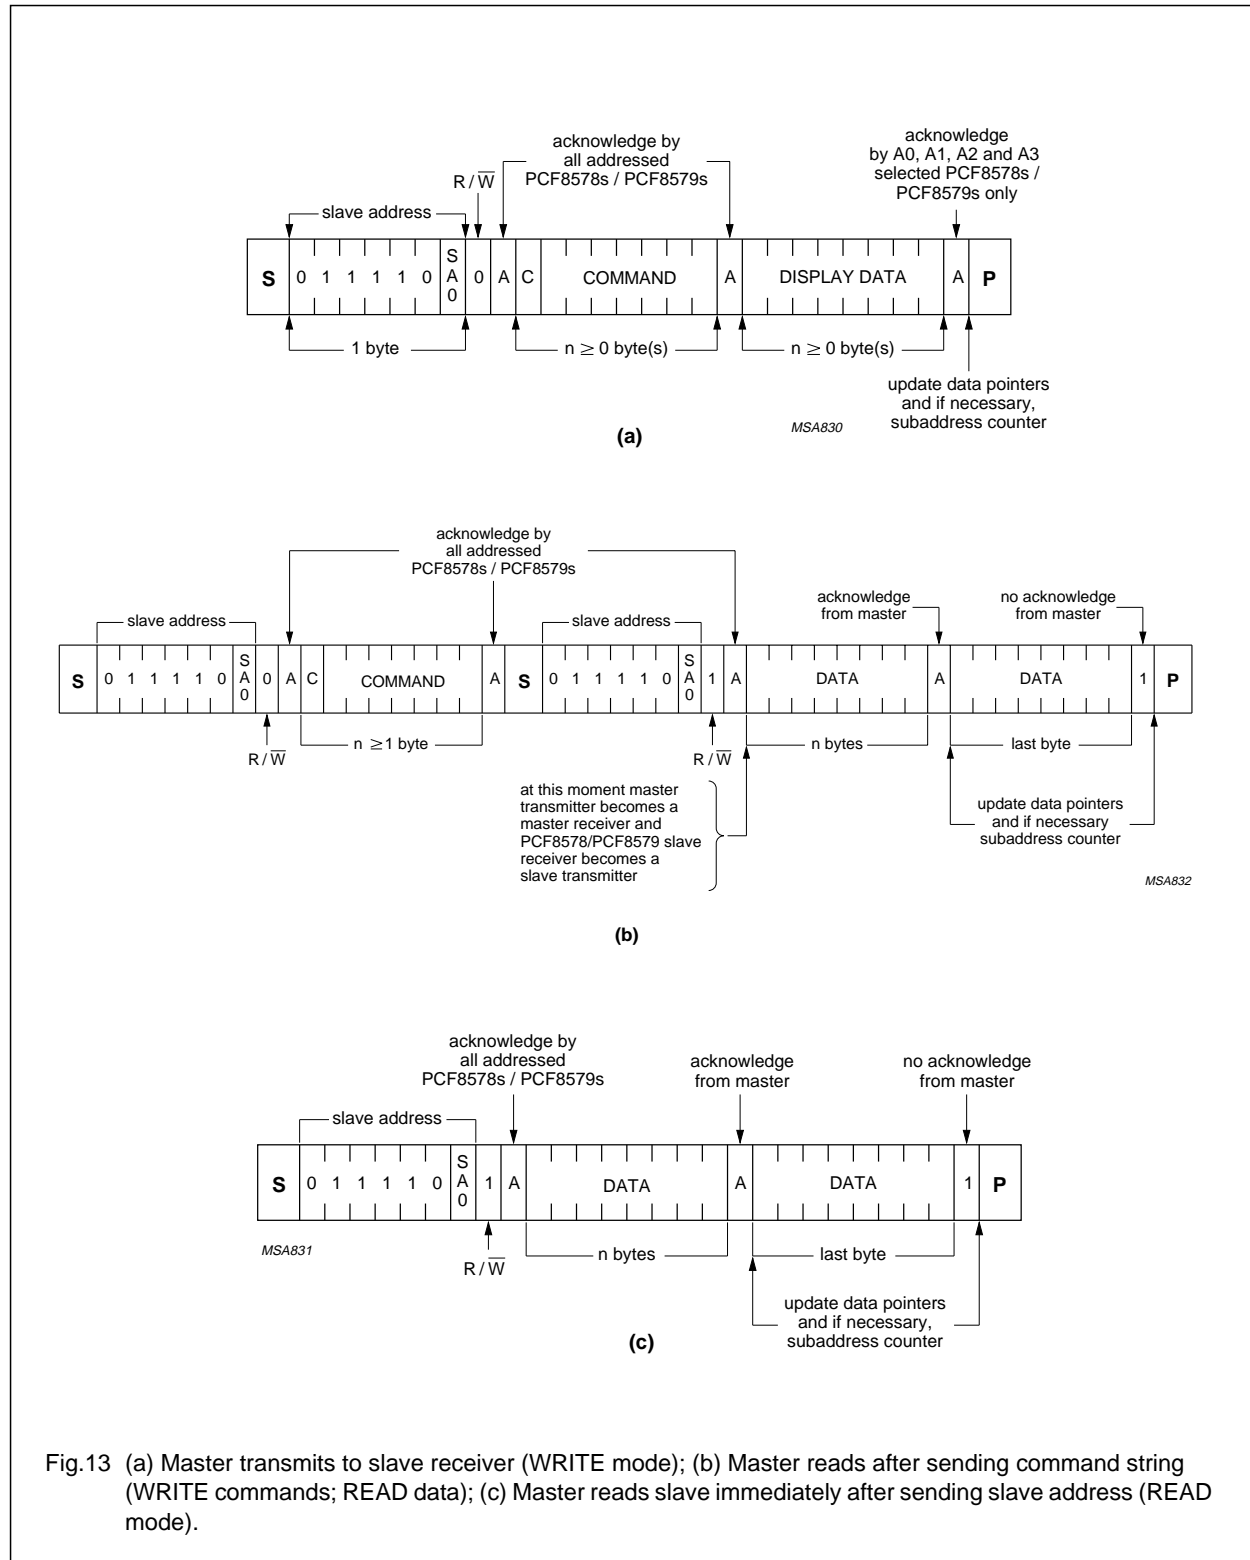 acknowledge by
all addressed
PCF8578s / PCF8579s
acknowledge
by A0, A1, A2 and A3
selected PCF8578s /
PCF8579s only
R / W
slave address
S 0 1 1 1 1 0 SA0 0 A C COMMAND A DISPLAY DATA A P
1 byte n ≥ 0 byte(s) n ≥ 0 byte(s)
update data pointers
and if necessary,
subaddress counter
MSA830
(a)
acknowledge by
all addressed
PCF8578s / PCF8579s
acknowledge
from master
no acknowledge
from master
slave address slave address
S 0 1 1 1 1 0 SA0 0 A C COMMAND A S 0 1 1 1 1 0 SA0 1 A DATA A DATA 1 P
R / W n ≥ 1 byte R / W n bytes last byte
at this moment master
transmitter becomes a
master receiver and
PCF8578/PCF8579 slave
receiver becomes a
slave transmitter
update data pointers
and if necessary
subaddress counter
MSA832
(b)
acknowledge by
all addressed
PCF8578s / PCF8579s
acknowledge
from master
no acknowledge
from master
slave address
S 0 1 1 1 1 0 SA0 1 A DATA A DATA 1 P
MSA831
R / W n bytes last byte
update data pointers
and if necessary,
subaddress counter
(c)
Fig.13 (a) Master transmits to slave receiver (WRITE mode); (b) Master reads after sending command string
(WRITE commands; READ data); (c) Master reads slave immediately after sending slave address (READ
mode).